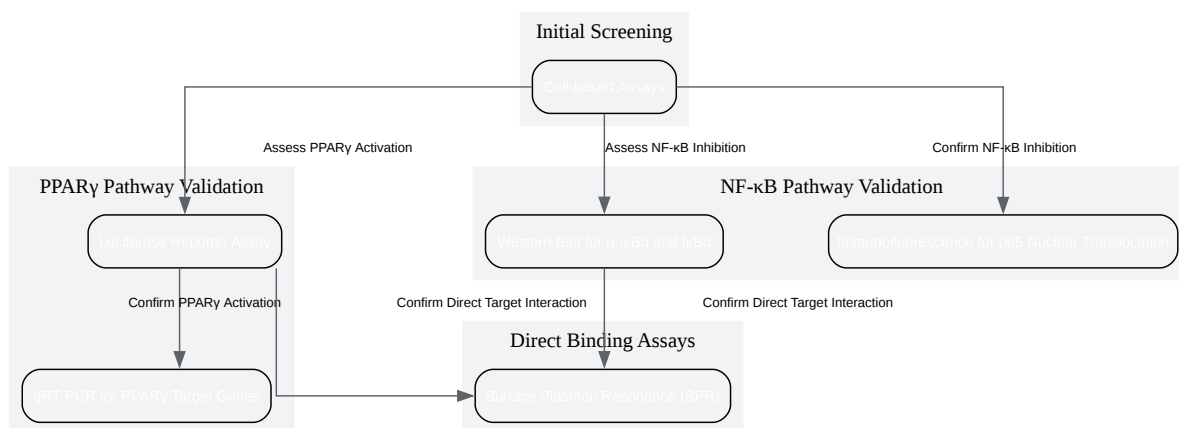 Initial Screening
Cell-based Assays
Assess PPARγ Activation
Assess NF-κB Inhibition
Confirm NF-κB Inhibition
PPARγ Pathway Validation
NF-κB Pathway Validation
Luciferase Reporter Assay
Western Blot for p-IκBα and IκBα
Immunofluorescence for p65 Nuclear Translocation
Confirm PPARγ Activation
Confirm Direct Target Interaction
Confirm Direct Target Interaction
Direct Binding Assays
qRT-PCR for PPARγ Target Genes
Surface Plasmon Resonance (SPR)